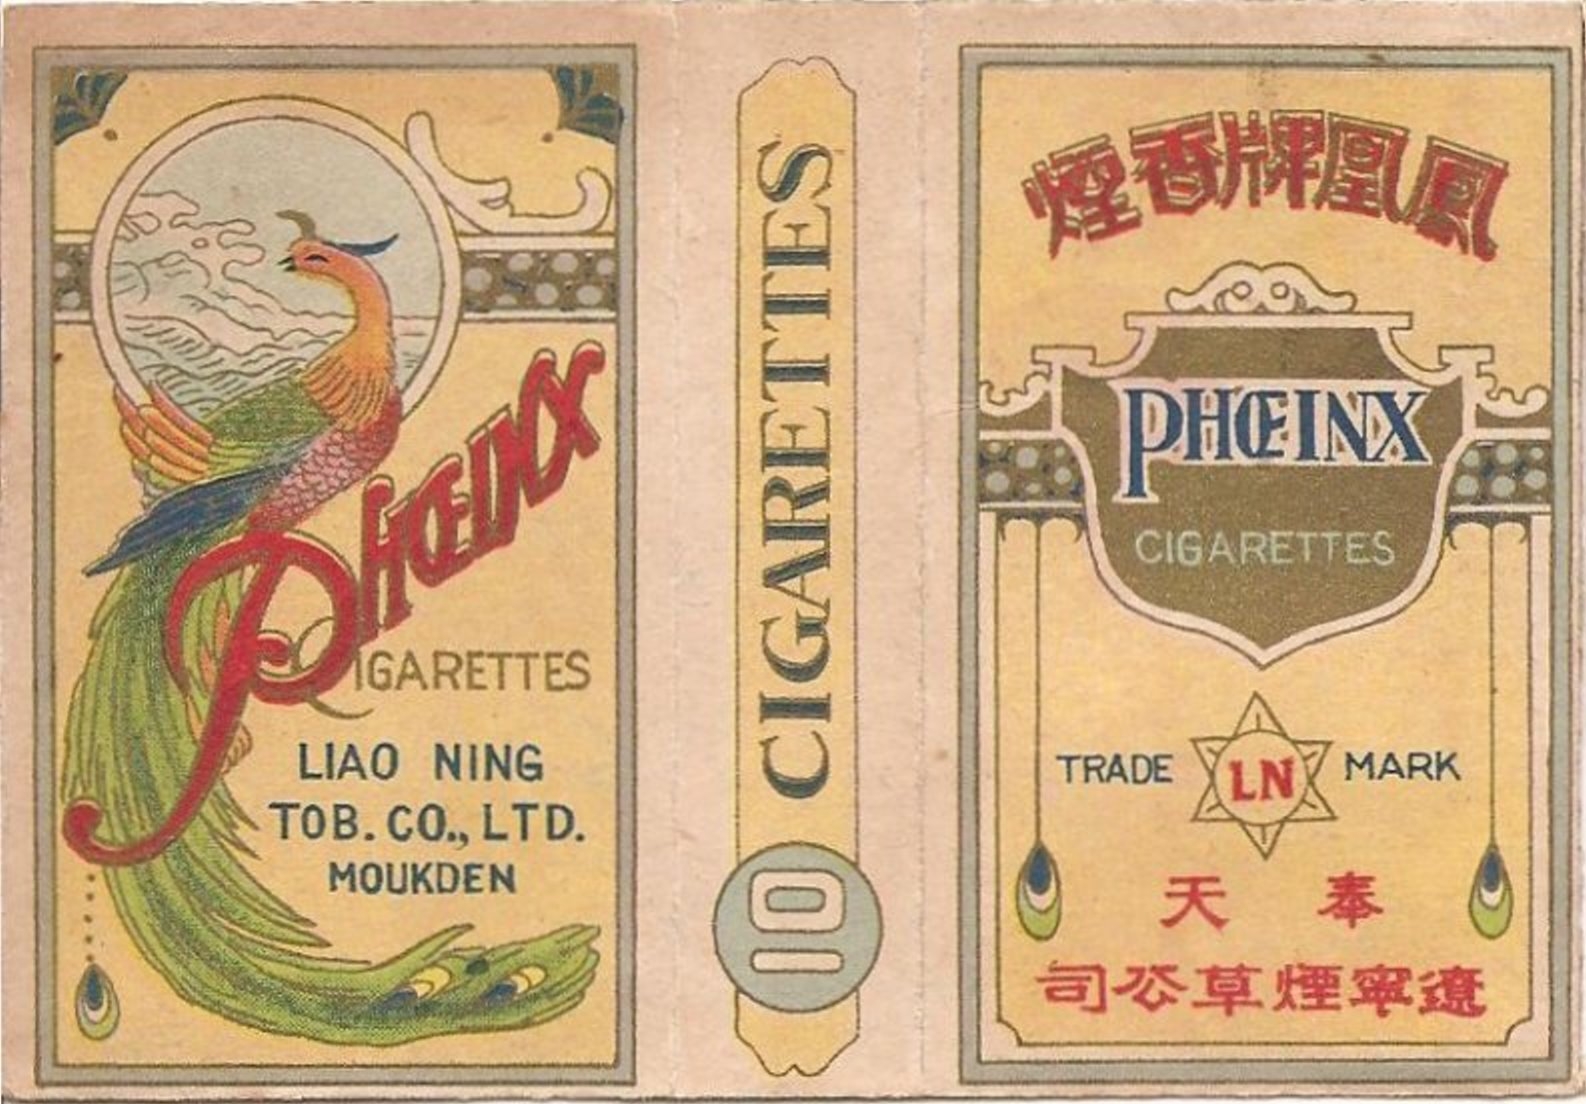 PHŒINX
CIGARETTES
LIAO NING
TOB. CO., LTD.
MOUKDEN
CIGARETTES
10
鳳凰牌香煙
PHŒINX
CIGARETTES
TRADE LN MARK
奉天
遼寧煙草公司